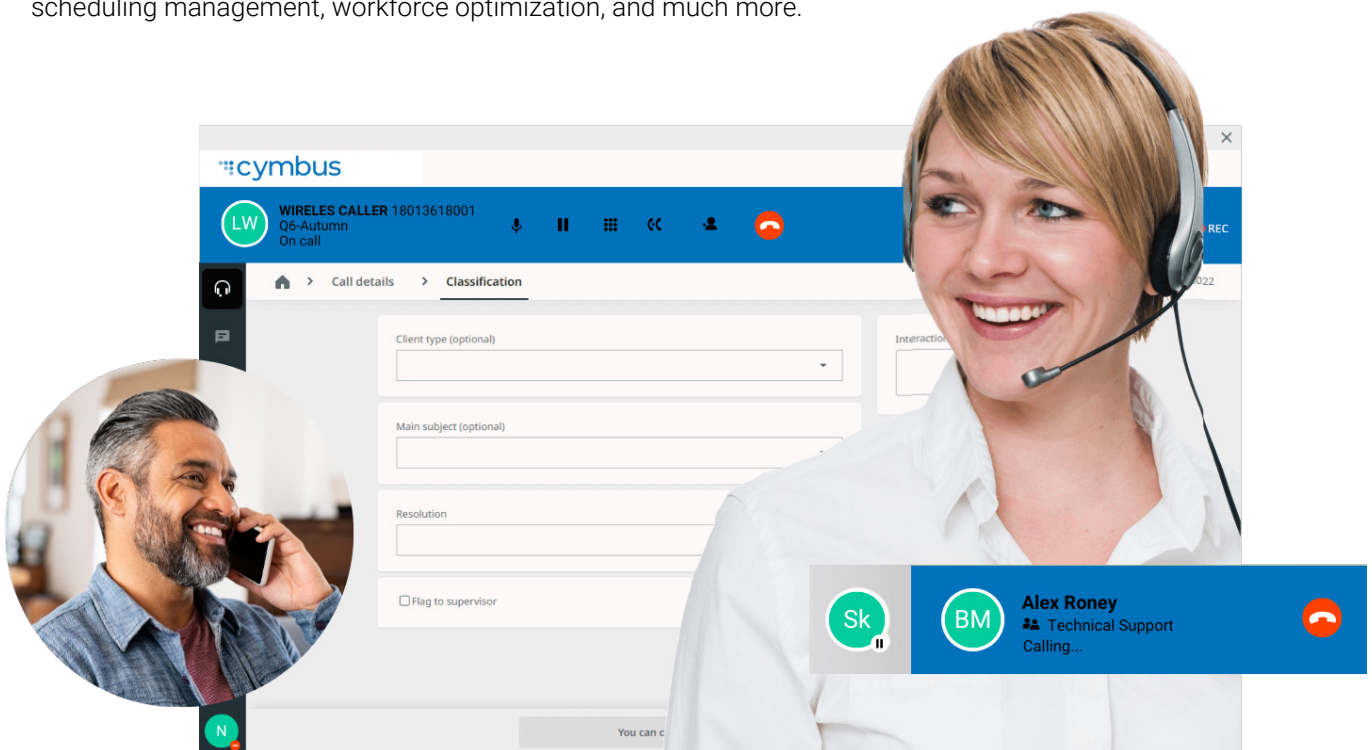 scheduling management, workforce optimization, and much more.
cymbus
LW
WIRELES CALLER 18013618001
Q6-Autumn
On call
REC
Call details
Classification
022
Client type (optional)
Interaction
Main subject (optional)
Resolution
Flag to supervisor
Sk
BM
Alex Roney
Technical Support
Calling...
N
You can c